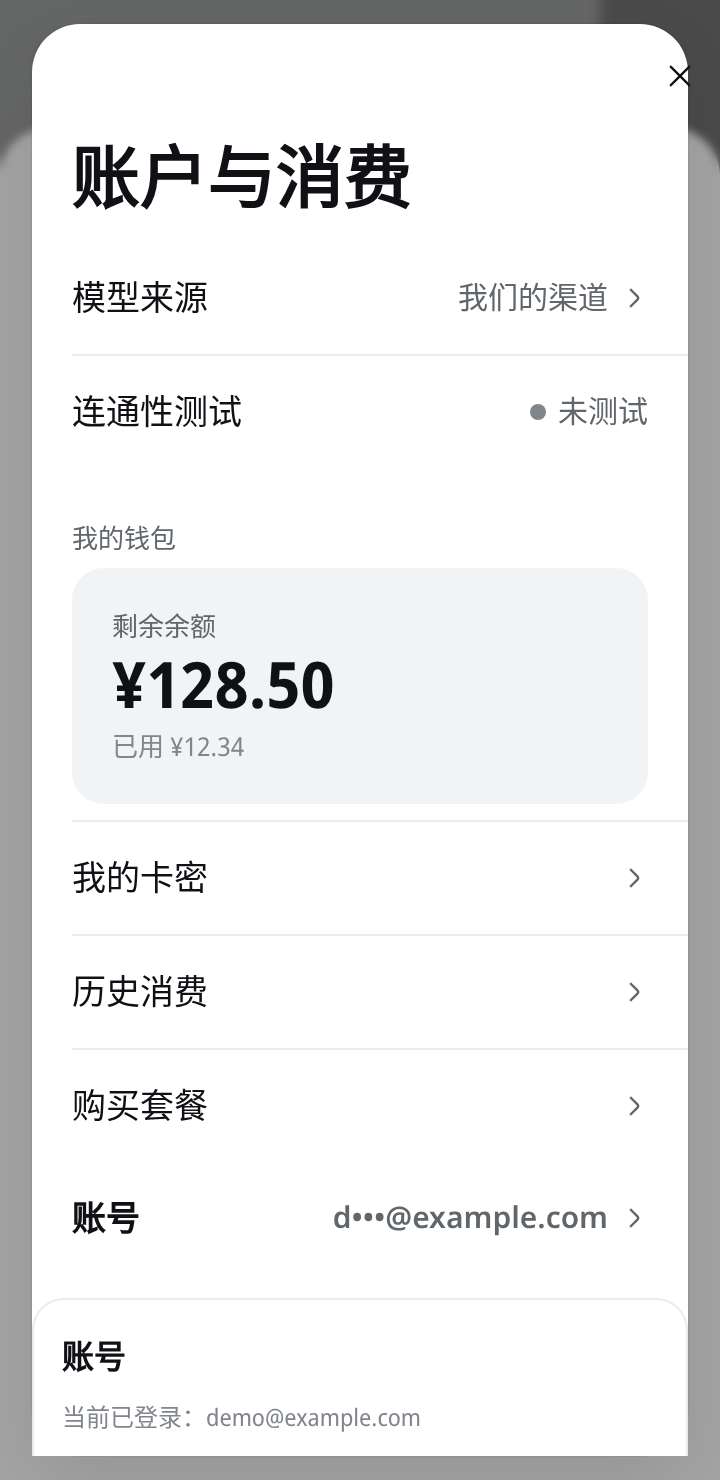 账户与消费
模型来源 我们的渠道
连通性测试 未测试
我的钱包
剩余余额
¥128.50
已用 ¥12.34
我的卡密
历史消费
购买套餐
账号 d•••@example.com
账号
当前已登录：demo@example.com